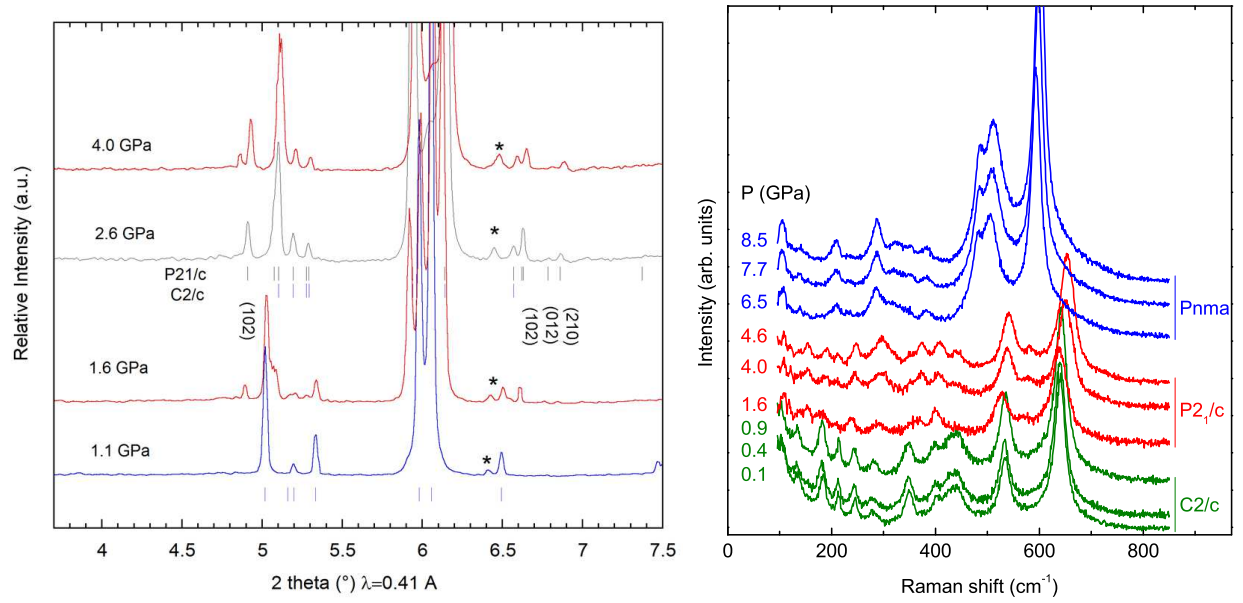 4.0 GPa
*
2.6 GPa
*
P21/c
C2/c
(102)
(102)
(012)
(210)
1.6 GPa
*
1.1 GPa
*
4
4.5
5
5.5
6
6.5
7
7.5
2 theta (°) λ=0.41 A
Relative Intensity (a.u.)
P (GPa)
8.5
7.7
6.5
4.6
4.0
1.6
0.9
0.4
0.1
Pnma
P2₁/c
C2/c
0
200
400
600
800
Raman shift (cm⁻¹)
Intensity (arb. units)